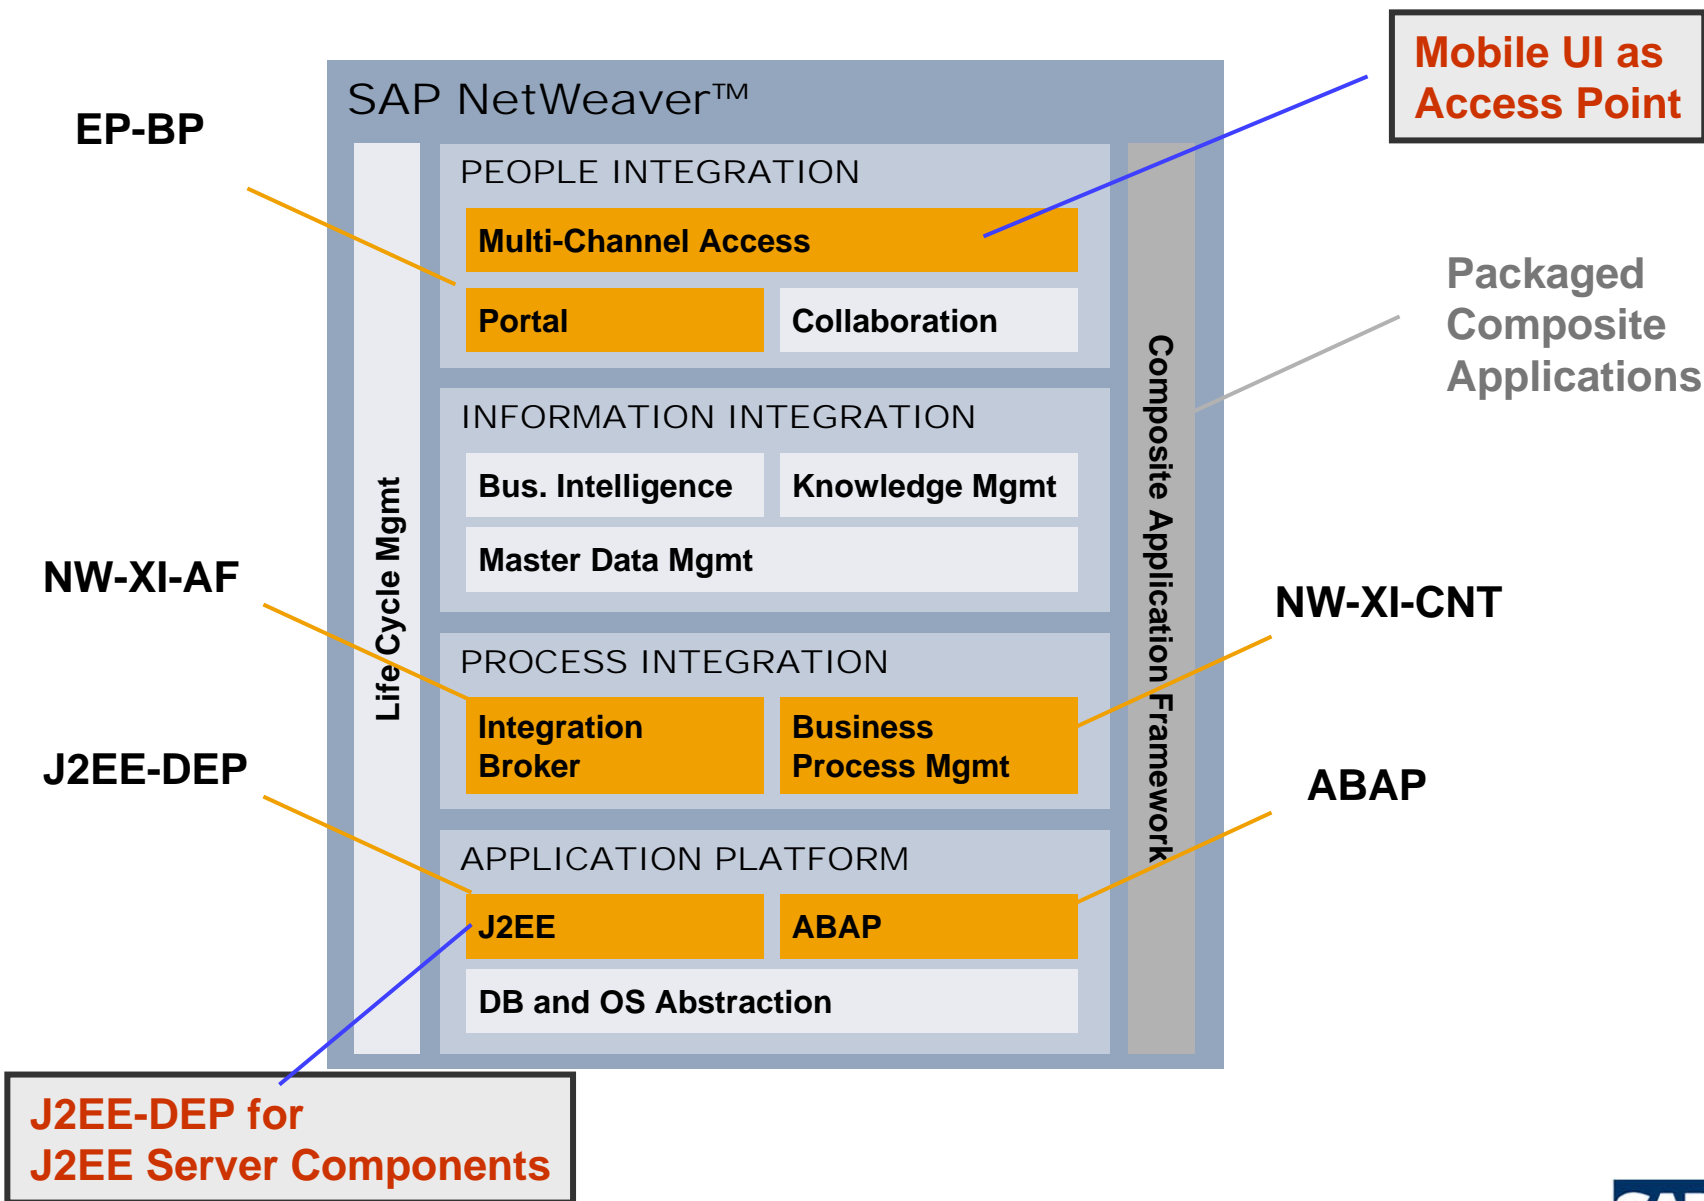 Mobile UI as
Access Point
SAP NetWeaver™
EP-BP
PEOPLE INTEGRATION
Multi-Channel Access
Portal
Collaboration
Packaged
Composite
Applications
INFORMATION INTEGRATION
Bus. Intelligence
Knowledge Mgmt
Master Data Mgmt
Life Cycle Mgmt
Composite Application Framework
NW-XI-AF
NW-XI-CNT
PROCESS INTEGRATION
Integration
Broker
Business
Process Mgmt
J2EE-DEP
ABAP
APPLICATION PLATFORM
J2EE
ABAP
DB and OS Abstraction
J2EE-DEP for
J2EE Server Components